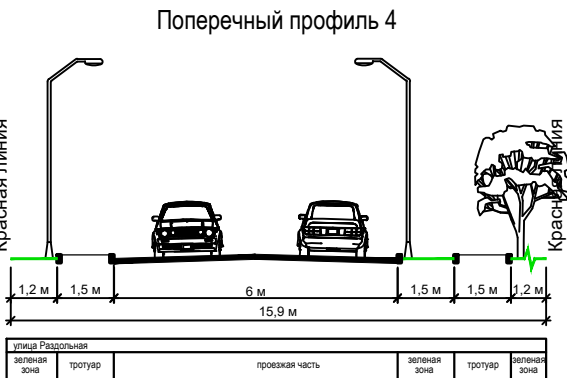 Поперечный профиль 4
Красная линия
Красная линия
1,2 м 1,5 м 6 м 1,5 м 1,5 м 1,2 м
15,9 м
улица Раздольная
зеленая зона тротуар проезжая часть зеленая зона тротуар зеленая зона